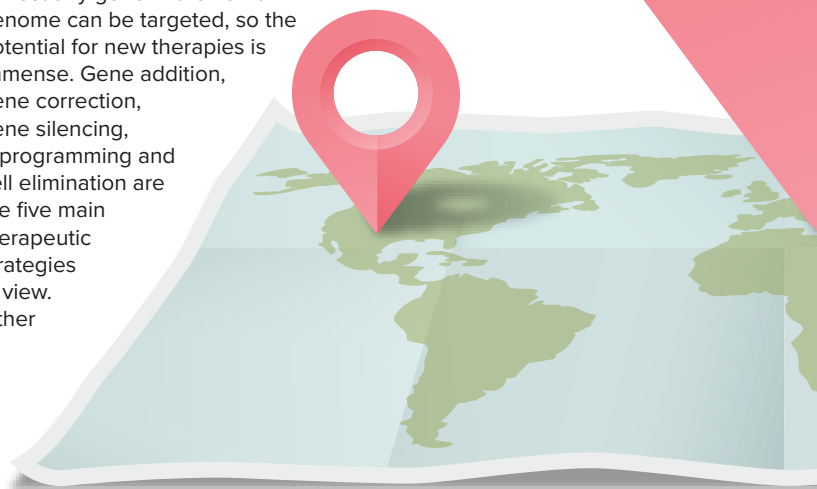 enome can be targeted, so the
otential for new therapies is
mmense. Gene addition,
ene correction,
ene silencing,
programming and
ell elimination are
e five main
erapeutic
rategies
view.
ther